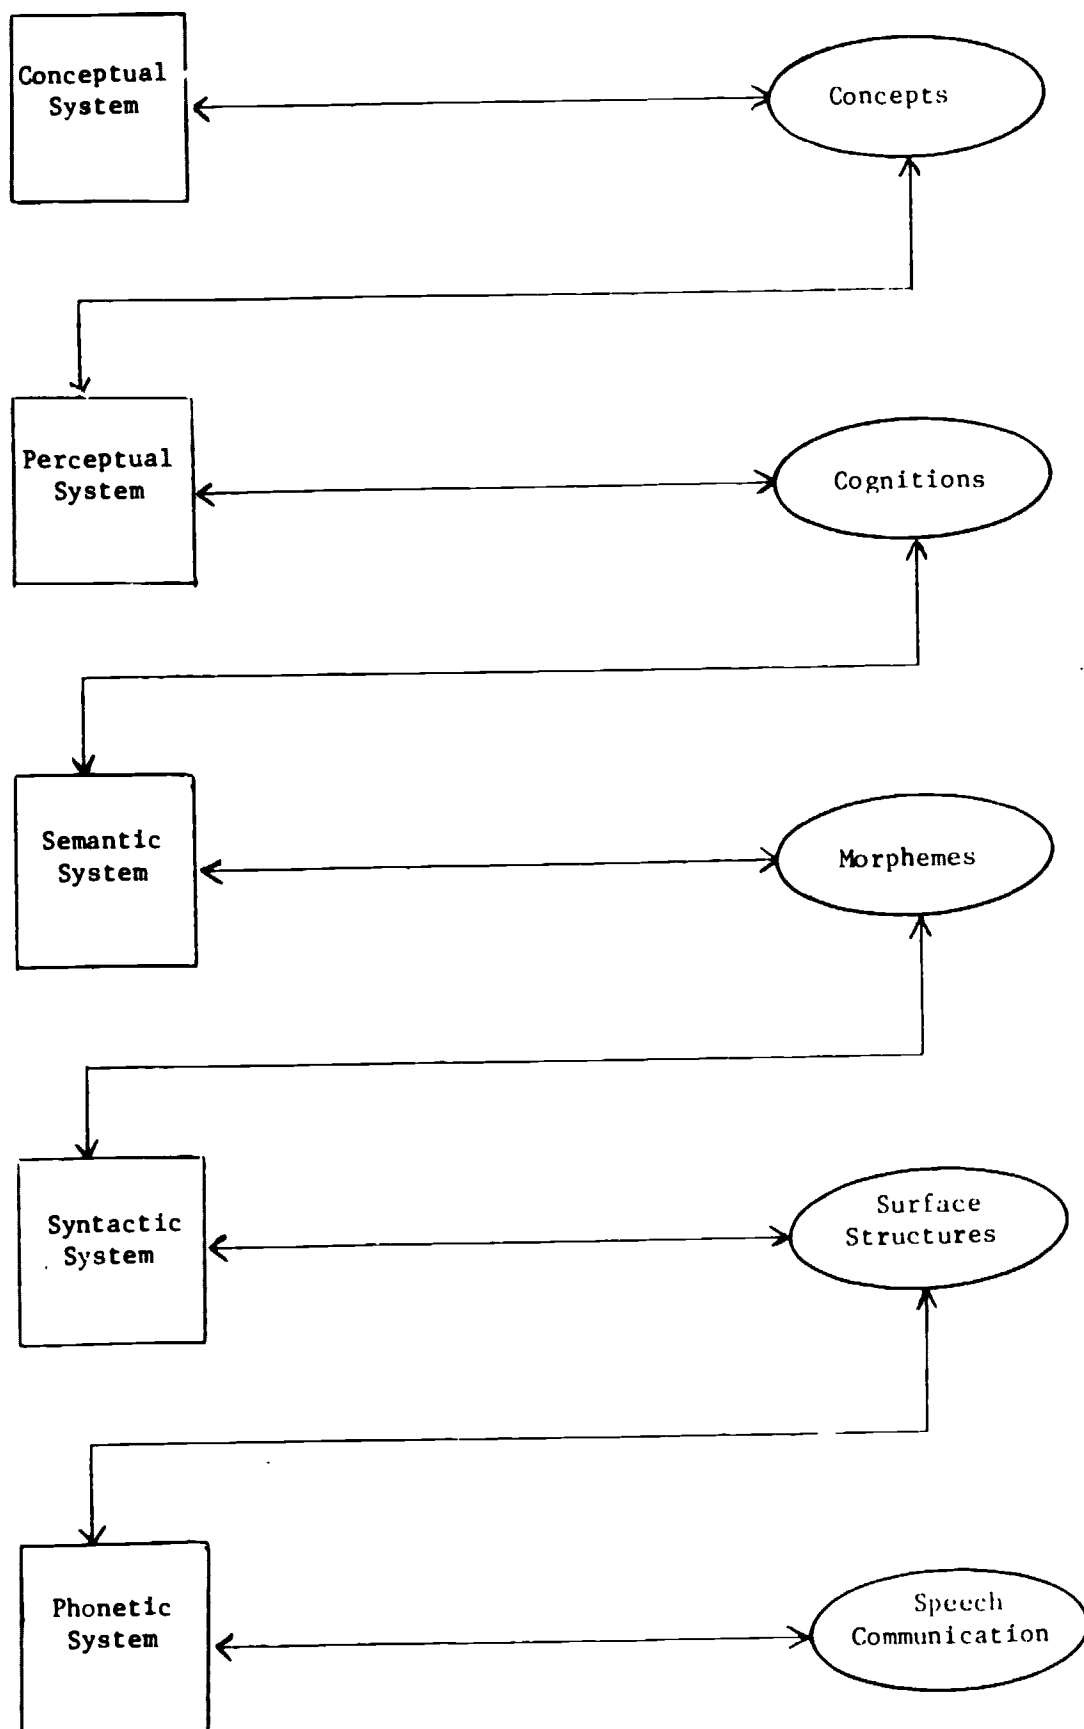 Conceptual
System
Concepts
Perceptual
System
Cognitions
Semantic
System
Morphemes
Syntactic
System
Surface
Structures
Phonetic
System
Speech
Communication